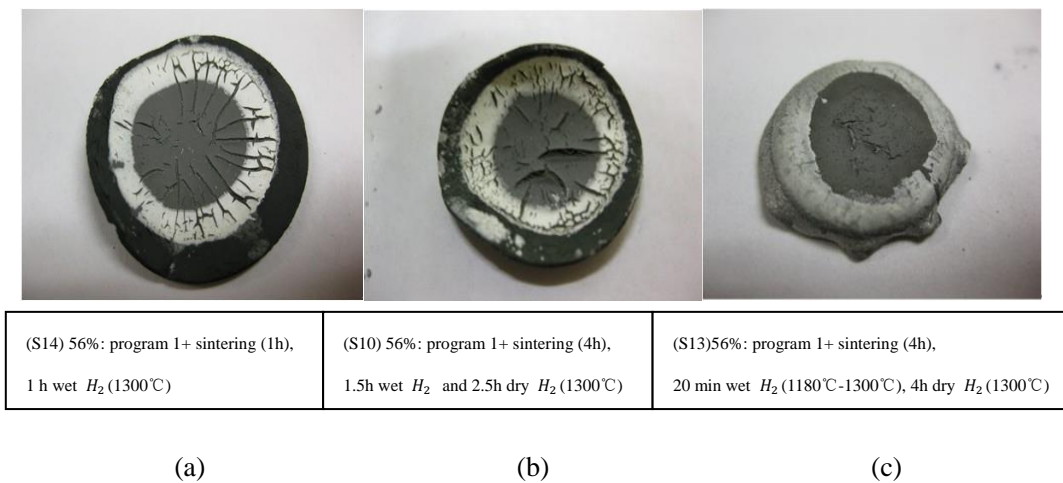 (S14) 56%: program 1+ sintering (1h),
1 h wet H₂ (1300℃)
(S10) 56%: program 1+ sintering (4h),
1.5h wet H₂ and 2.5h dry H₂ (1300℃)
(S13)56%: program 1+ sintering (4h),
20 min wet H₂ (1180℃-1300℃), 4h dry H₂ (1300℃)
(a)
(b)
(c)